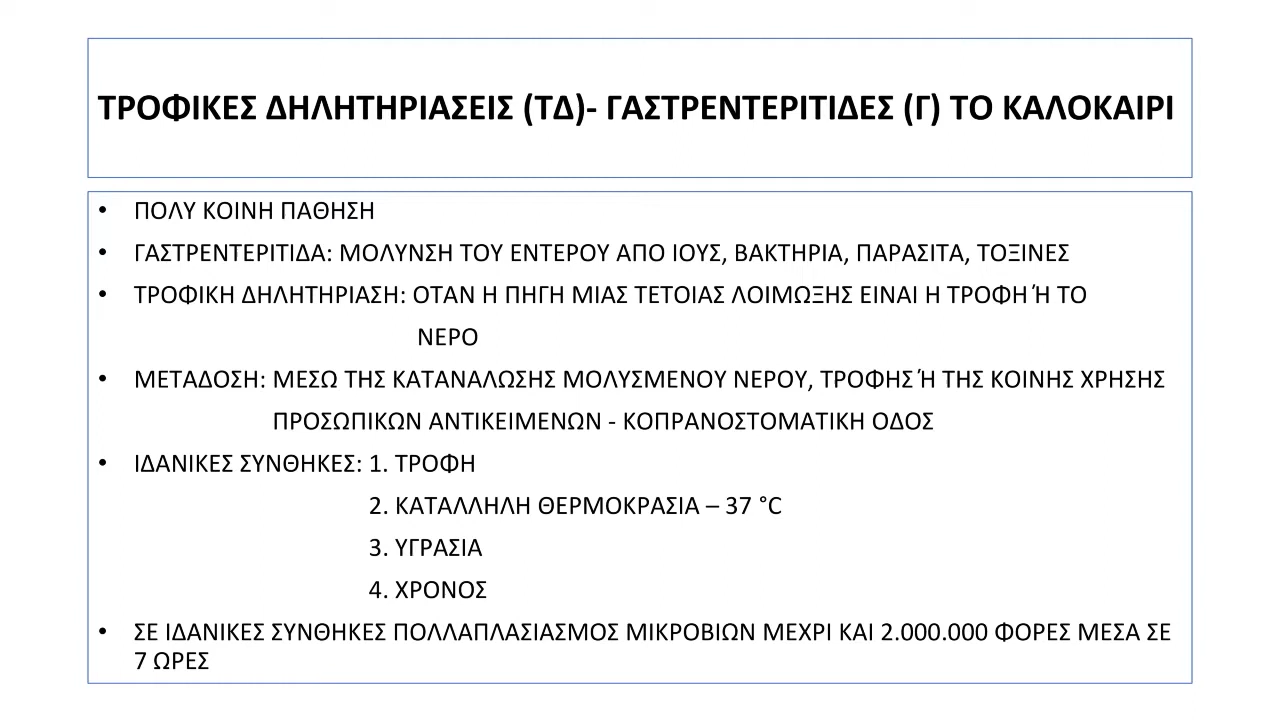 ΤΡΟΦΙΚΕΣ ΔΗΛΗΤΗΡΙΑΣΕΙΣ (ΤΔ)- ΓΑΣΤΡΕΝΤΕΡΙΤΙΔΕΣ (Γ) ΤΟ ΚΑΛΟΚΑΙΡΙ
• ΠΟΛΥ ΚΟΙΝΗ ΠΑΘΗΣΗ
• ΓΑΣΤΡΕΝΤΕΡΙΤΙΔΑ: ΜΟΛΥΝΣΗ ΤΟΥ ΕΝΤΕΡΟΥ ΑΠΟ ΙΟΥΣ, ΒΑΚΤΗΡΙΑ, ΠΑΡΑΣΙΤΑ, ΤΟΞΙΝΕΣ
• ΤΡΟΦΙΚΗ ΔΗΛΗΤΗΡΙΑΣΗ: ΟΤΑΝ Η ΠΗΓΗ ΜΙΑΣ ΤΕΤΟΙΑΣ ΛΟΙΜΩΞΗΣ ΕΙΝΑΙ Η ΤΡΟΦΗ Ή ΤΟ
ΝΕΡΟ
• ΜΕΤΑΔΟΣΗ: ΜΕΣΩ ΤΗΣ ΚΑΤΑΝΑΛΩΣΗΣ ΜΟΛΥΣΜΕΝΟΥ ΝΕΡΟΥ, ΤΡΟΦΗΣ Ή ΤΗΣ ΚΟΙΝΗΣ ΧΡΗΣΗΣ
ΠΡΟΣΩΠΙΚΩΝ ΑΝΤΙΚΕΙΜΕΝΩΝ - ΚΟΠΡΑΝΟΣΤΟΜΑΤΙΚΗ ΟΔΟΣ
• ΙΔΑΝΙΚΕΣ ΣΥΝΘΗΚΕΣ: 1. ΤΡΟΦΗ
2. ΚΑΤΑΛΛΗΛΗ ΘΕΡΜΟΚΡΑΣΙΑ – 37 °C
3. ΥΓΡΑΣΙΑ
4. ΧΡΟΝΟΣ
• ΣΕ ΙΔΑΝΙΚΕΣ ΣΥΝΘΗΚΕΣ ΠΟΛΛΑΠΛΑΣΙΑΣΜΟΣ ΜΙΚΡΟΒΙΩΝ ΜΕΧΡΙ ΚΑΙ 2.000.000 ΦΟΡΕΣ ΜΕΣΑ ΣΕ
7 ΩΡΕΣ